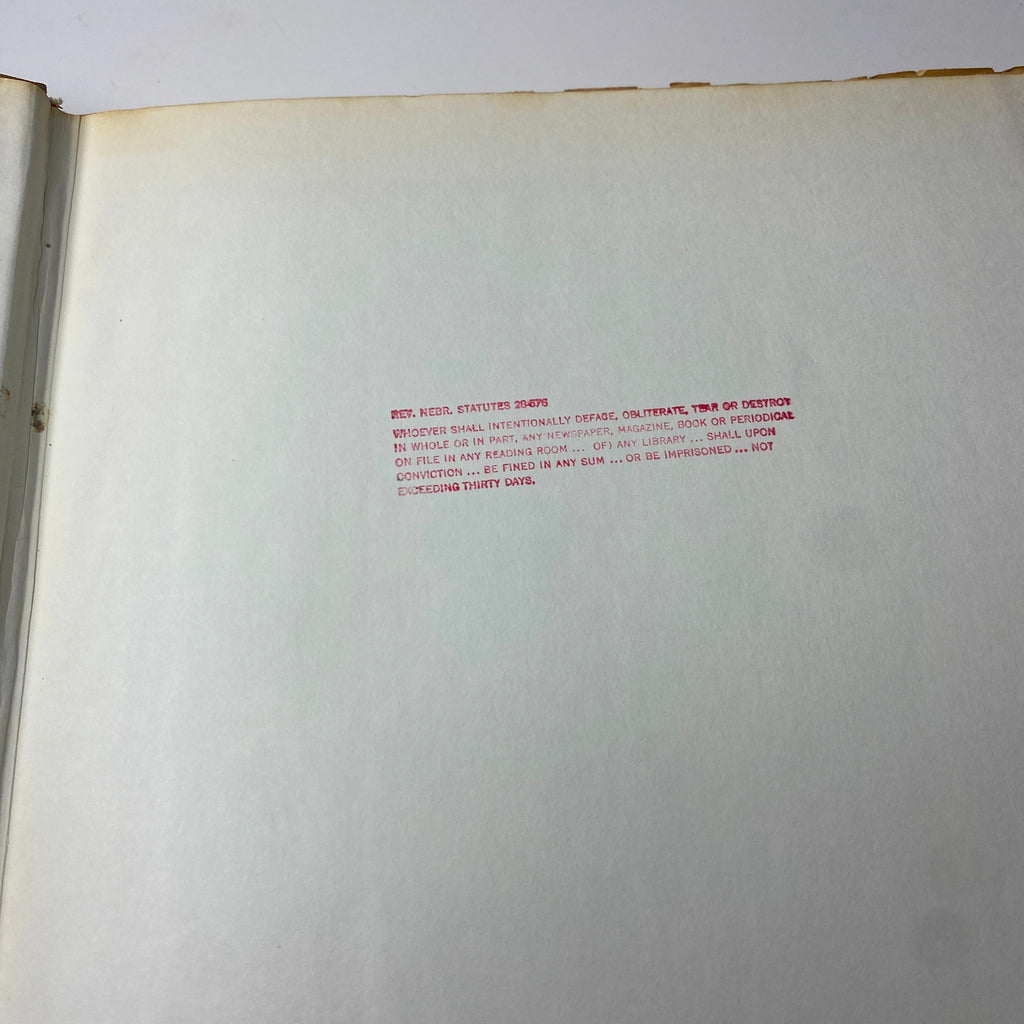 REV. NEBR. STATUTES 28-576
WHOEVER SHALL INTENTIONALLY DEFACE, OBLITERATE, TEAR OR DESTROY
IN WHOLE OR IN PART, ANY NEWSPAPER, MAGAZINE, BOOK OR PERIODICAL
ON FILE IN ANY READING ROOM ... OF) ANY LIBRARY ... SHALL UPON
CONVICTION ... BE FINED IN ANY SUM ... OR BE IMPRISONED ... NOT
EXCEEDING THIRTY DAYS.